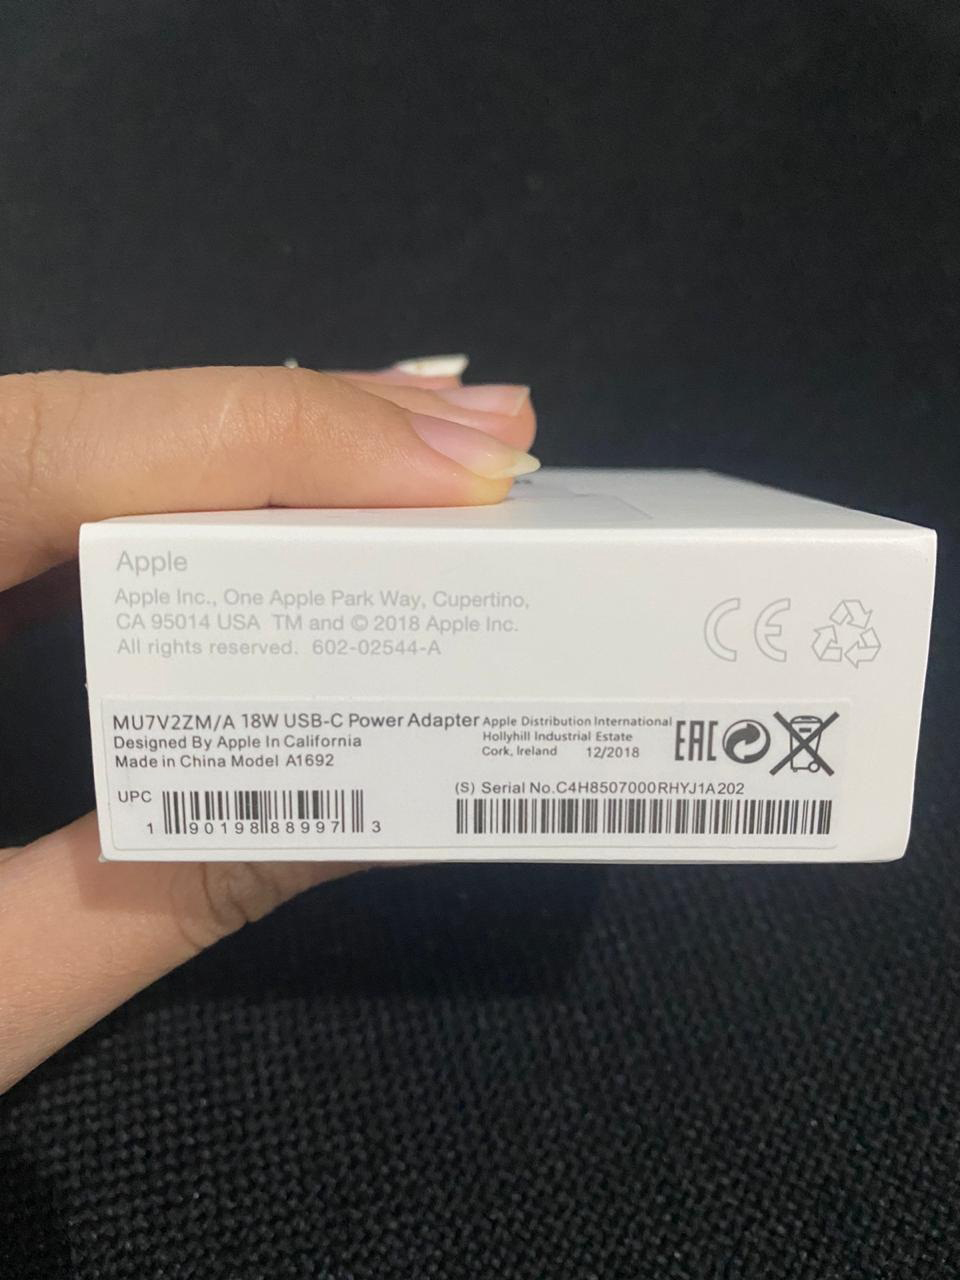 Apple
Apple Inc., One Apple Park Way, Cupertino,
CA 95014 USA TM and © 2018 Apple Inc.
All rights reserved. 602-02544-A
CE
MU7V2ZM/A 18W USB-C Power Adapter
Designed By Apple In California
Made in China Model A1692
Apple Distribution International
Hollyhill Industrial Estate
Cork, Ireland 12/2018
EAC
UPC
1 90198 88997 3
(S) Serial No.C4H8507000RHYJ1A202